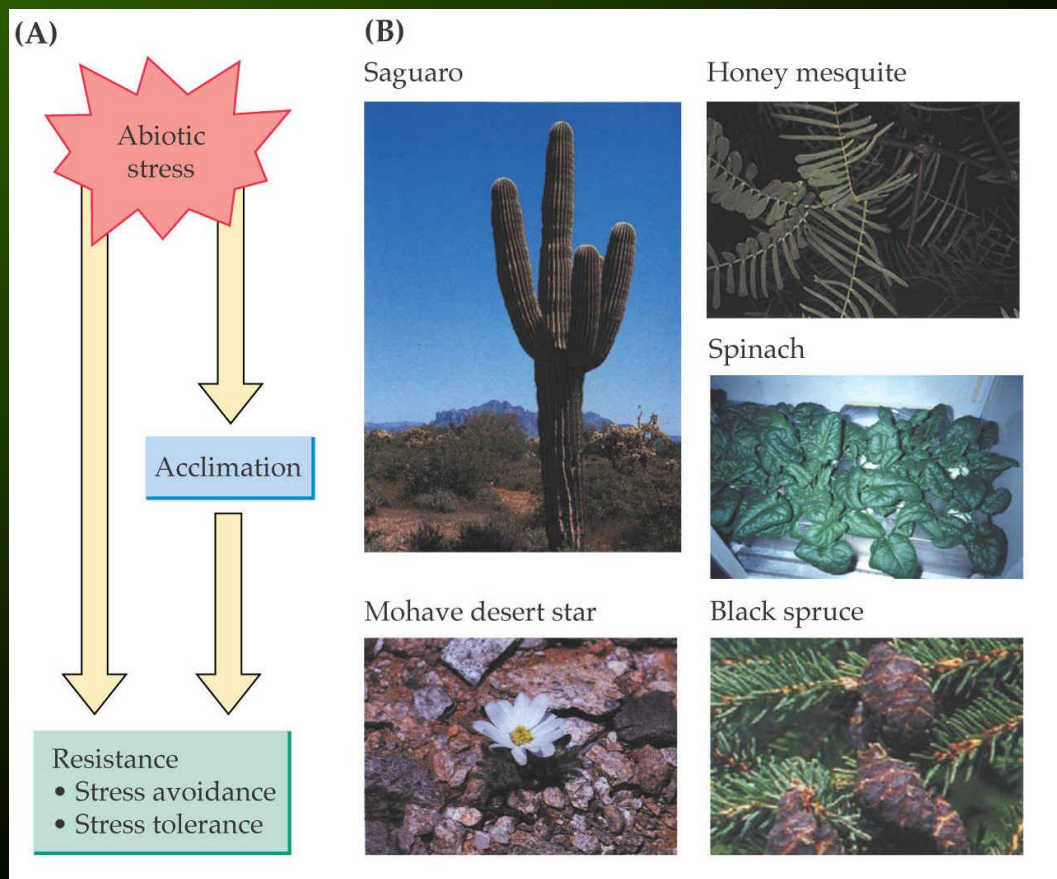 (A)
Abiotic
stress
Acclimation
Resistance
• Stress avoidance
• Stress tolerance
(B)
Saguaro
Honey mesquite
Spinach
Mohave desert star
Black spruce